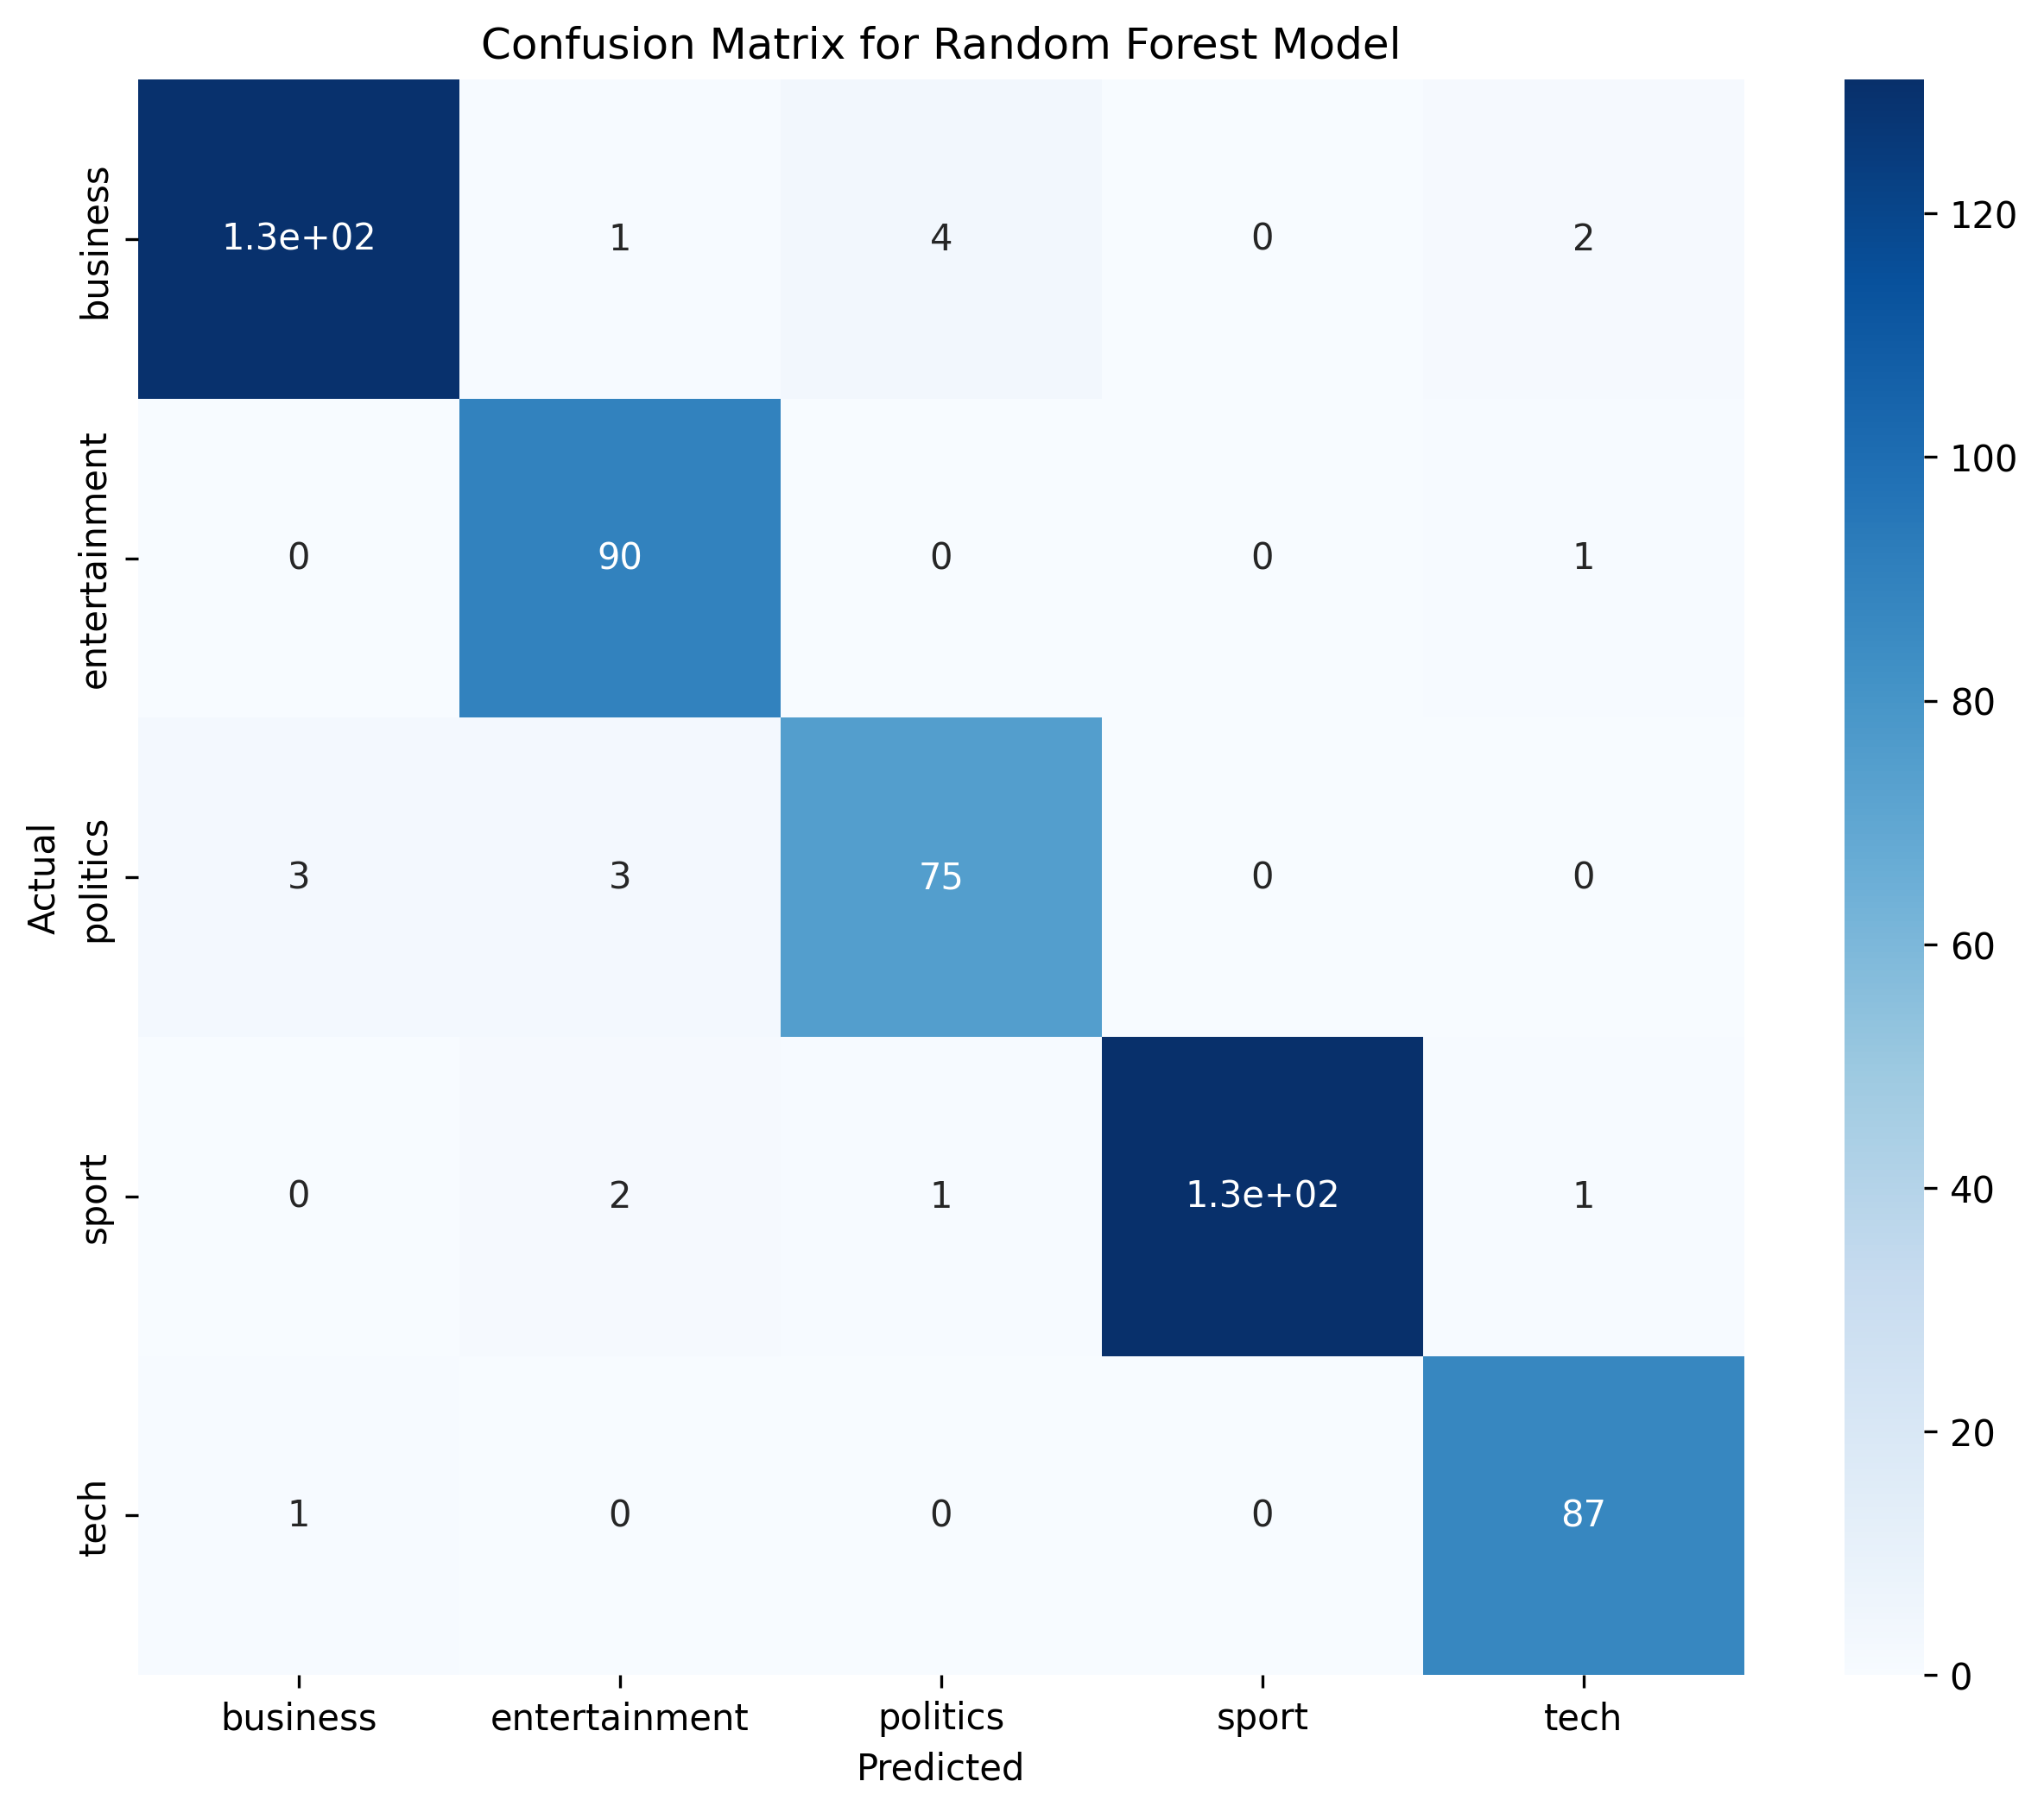 Confusion Matrix for Random Forest Model
business 1.3e+02 1 4 0 2
entertainment 0 90 0 0 1
politics 3 3 75 0 0
sport 0 2 1 1.3e+02 1
tech 1 0 0 0 87
business entertainment politics sport tech
Predicted
Actual
120
100
80
60
40
20
0